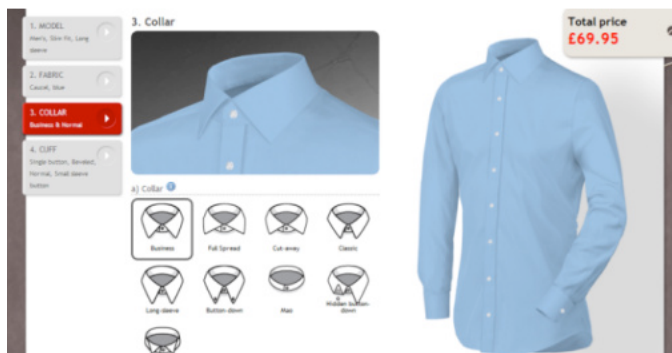 1. MODEL
Men's, Slim fit, Long
sleeve
2. FABRIC
Casual, blue
3. COLLAR
Business & Normal
4. CUFF
Single button, Beveled,
Normal, Small sleeve
button
3. Collar
a) Collar
Business
Full Spread
Cut-away
Classic
Long-sleeve
Button-down
Mao
Hidden button-
down
Total price
£69.95